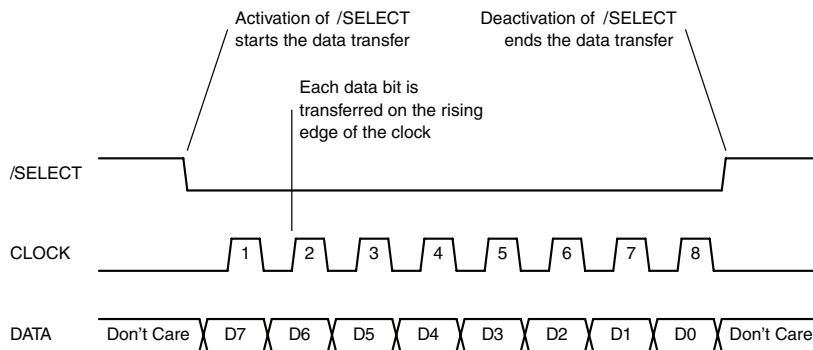 Activation of /SELECT
starts the data transfer
Deactivation of /SELECT
ends the data transfer
Each data bit is
transferred on the rising
edge of the clock
/SELECT
CLOCK
1 2 3 4 5 6 7 8
DATA
Don't Care D7 D6 D5 D4 D3 D2 D1 D0 Don't Care